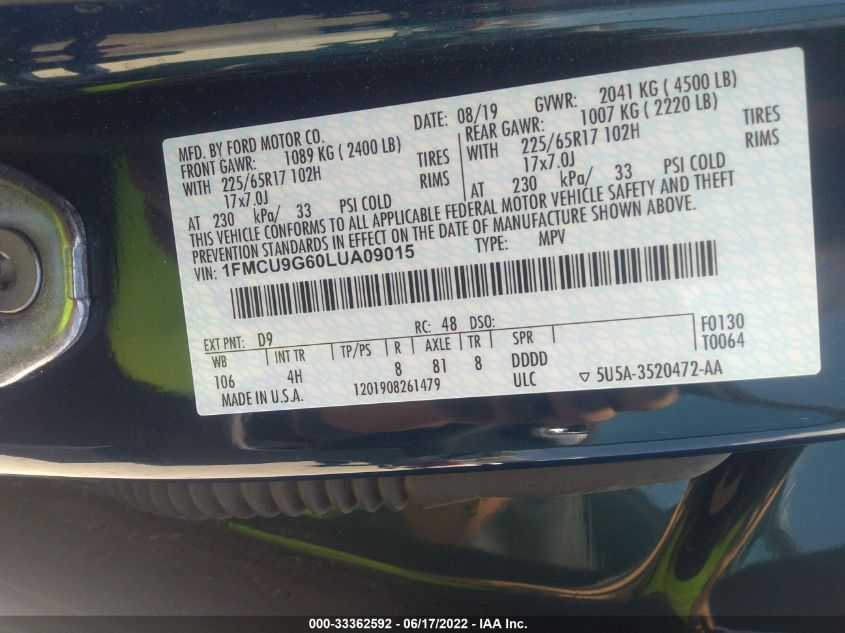 MFD. BY FORD MOTOR CO.
DATE: 08/19 GVWR: 2041 KG ( 4500 LB)
FRONT GAWR: 1089 KG ( 2400 LB)
REAR GAWR: 1007 KG ( 2220 LB)
WITH 225/65R17 102H TIRES
WITH 225/65R17 102H TIRES
17x7.0J RIMS
17x7.0J RIMS
AT 230 kPa/ 33 PSI COLD
AT 230 kPa/ 33 PSI COLD
THIS VEHICLE CONFORMS TO ALL APPLICABLE FEDERAL MOTOR VEHICLE SAFETY AND THEFT
PREVENTION STANDARDS IN EFFECT ON THE DATE OF MANUFACTURE SHOWN ABOVE.
VIN: 1FMCU9G60LUA09015 TYPE: MPV
EXT PNT: D9 RC: 48 DSO: F0130
WB INT TR TP/PS R AXLE TR SPR T0064
106 4H 8 81 8 DDDD
MADE IN U.S.A. 1201908261479 ULC ▽ 5U5A-3520472-AA
000-33362592 - 06/17/2022 - IAA Inc.